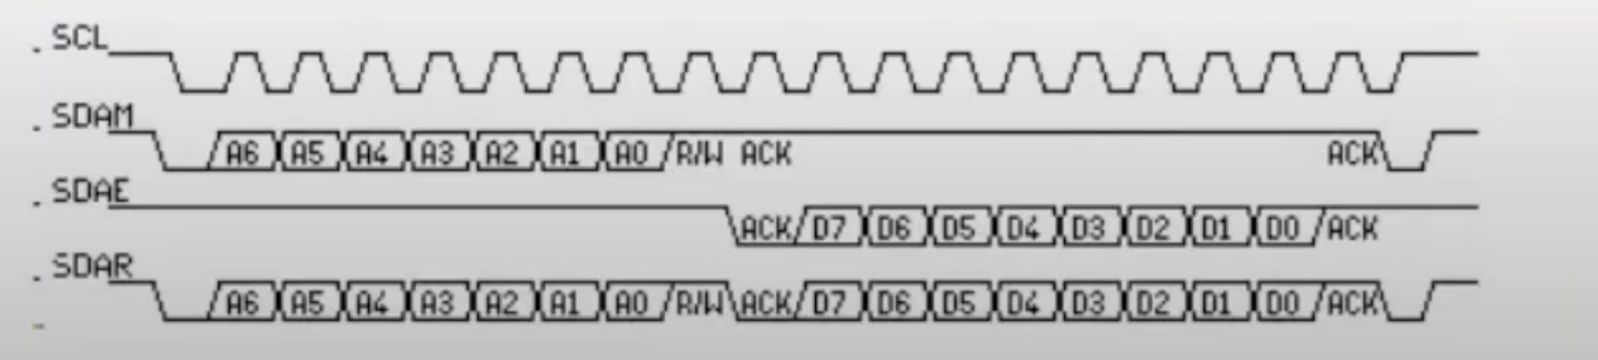 SCL
SDAM
A6 A5 A4 A3 A2 A1 A0 R/W ACK ACK
SDAE
ACK D7 D6 D5 D4 D3 D2 D1 D0 ACK
SDAR
A6 A5 A4 A3 A2 A1 A0 R/W ACK D7 D6 D5 D4 D3 D2 D1 D0 ACK